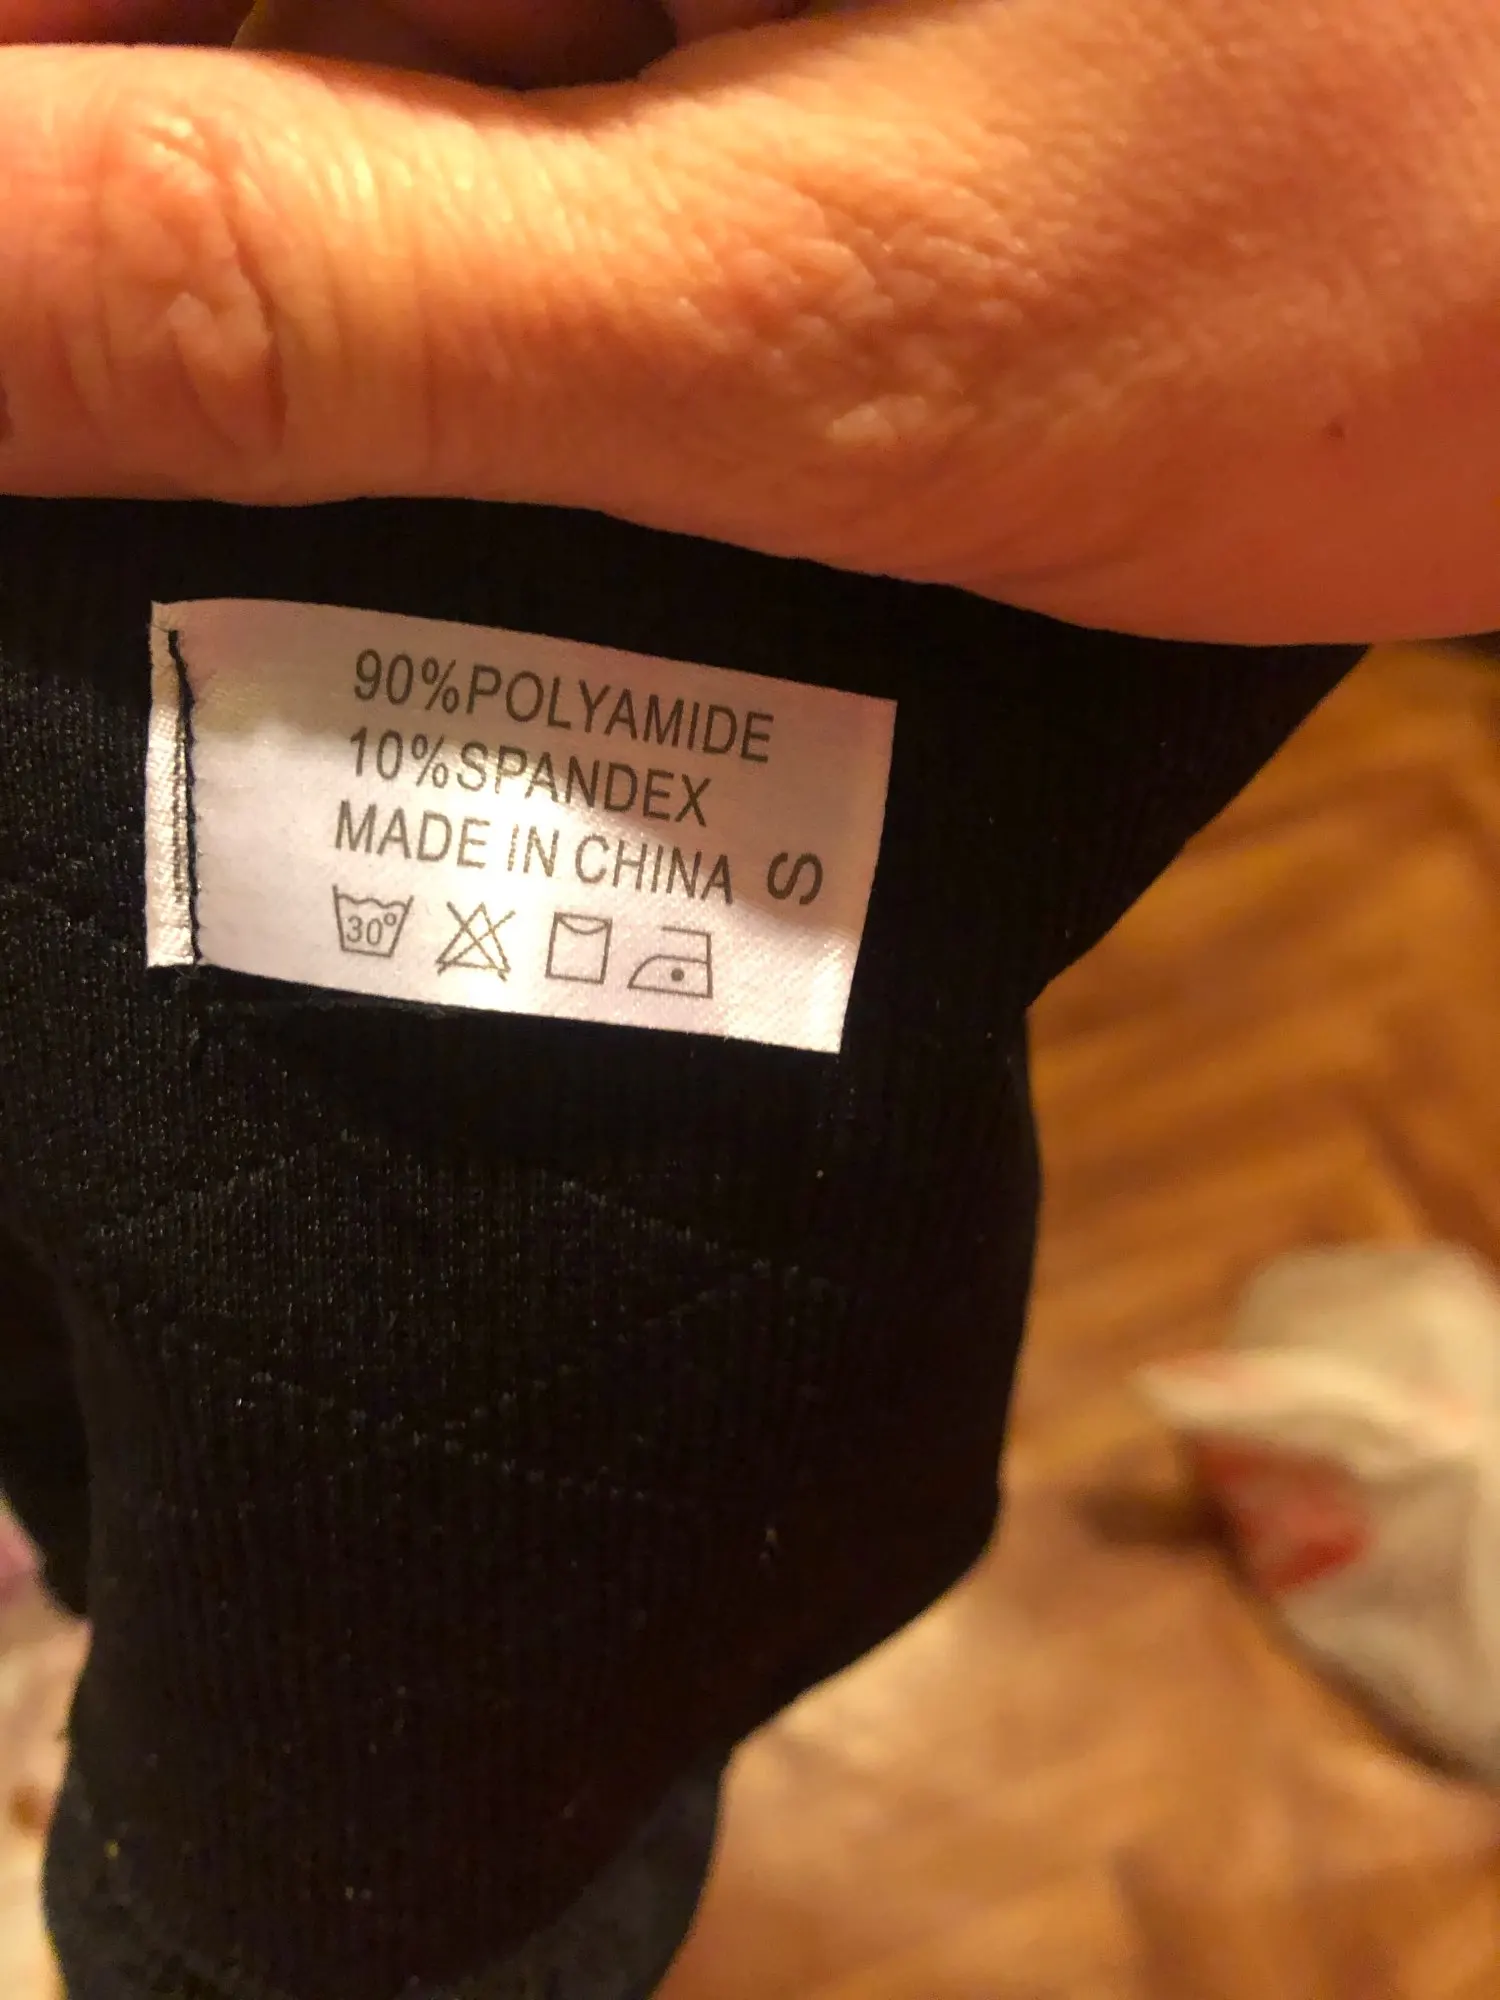 90%POLYAMIDE
10%SPANDEX
MADE IN CHINA S
30°